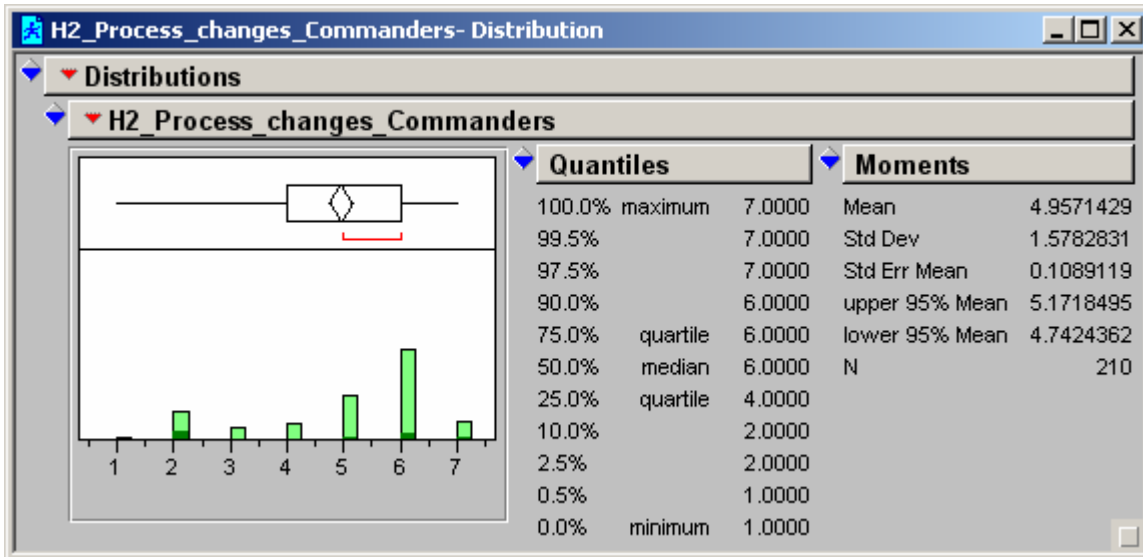 H2_Process_changes_Commanders- Distribution
Distributions
H2_Process_changes_Commanders
Quantiles
100.0% maximum 7.0000
99.5% 7.0000
97.5% 7.0000
90.0% 6.0000
75.0% quartile 6.0000
50.0% median 6.0000
25.0% quartile 4.0000
10.0% 2.0000
2.5% 2.0000
0.5% 1.0000
0.0% minimum 1.0000
Moments
Mean 4.9571429
Std Dev 1.5782831
Std Err Mean 0.1089119
upper 95% Mean 5.1718495
lower 95% Mean 4.7424362
N 210
1 2 3 4 5 6 7